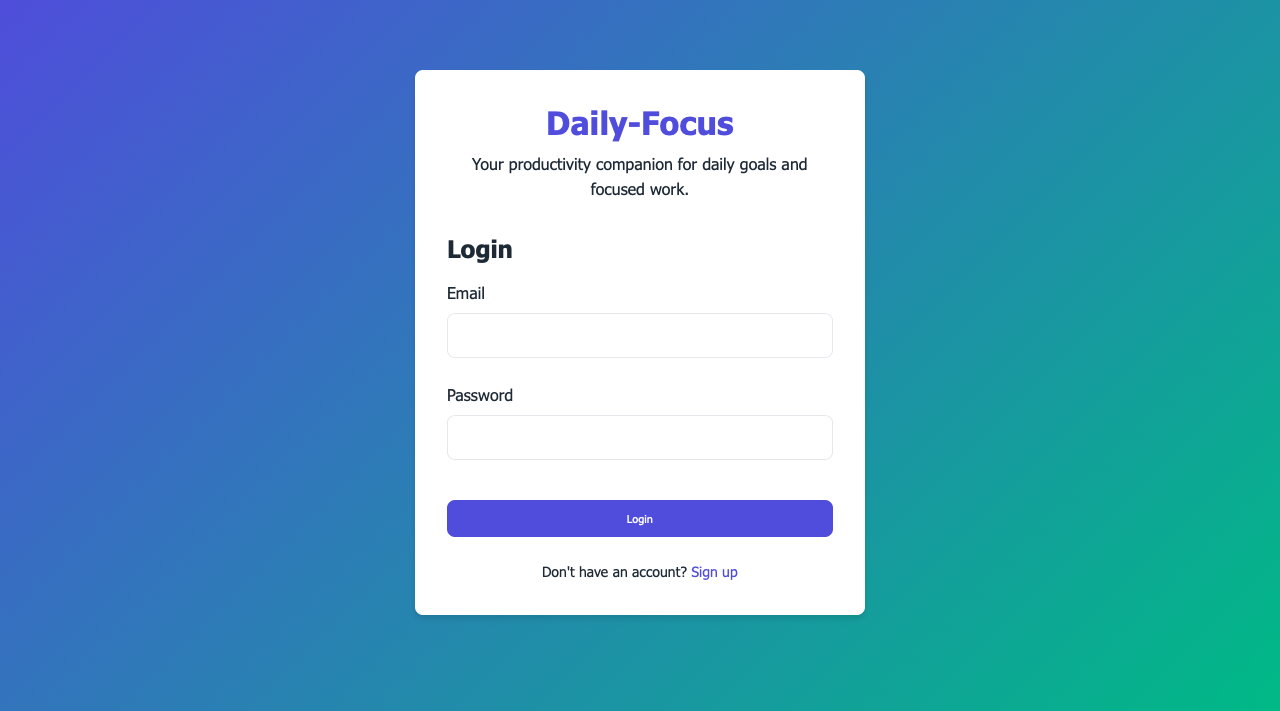 Daily-Focus
Your productivity companion for daily goals and
focused work.
Login
Email
Password
Login
Don't have an account? Sign up